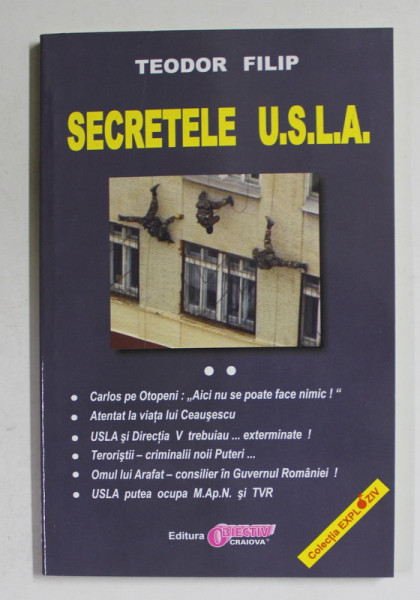 TEODOR FILIP
SECRETELE U.S.L.A.
• Carlos pe Otopeni : „Aici nu se poate face nimic ! “
• Atentat la viața lui Ceaușescu
• USLA și Direcția V trebuiau ... exterminate !
• Teroriștii – criminalii noii Puteri ...
• Omul lui Arafat – consilier în Guvernul României !
• USLA putea ocupa M.Ap.N. și TVR
Editura OBIECTIV
CRAIOVA
Colecția EXPLOZIV